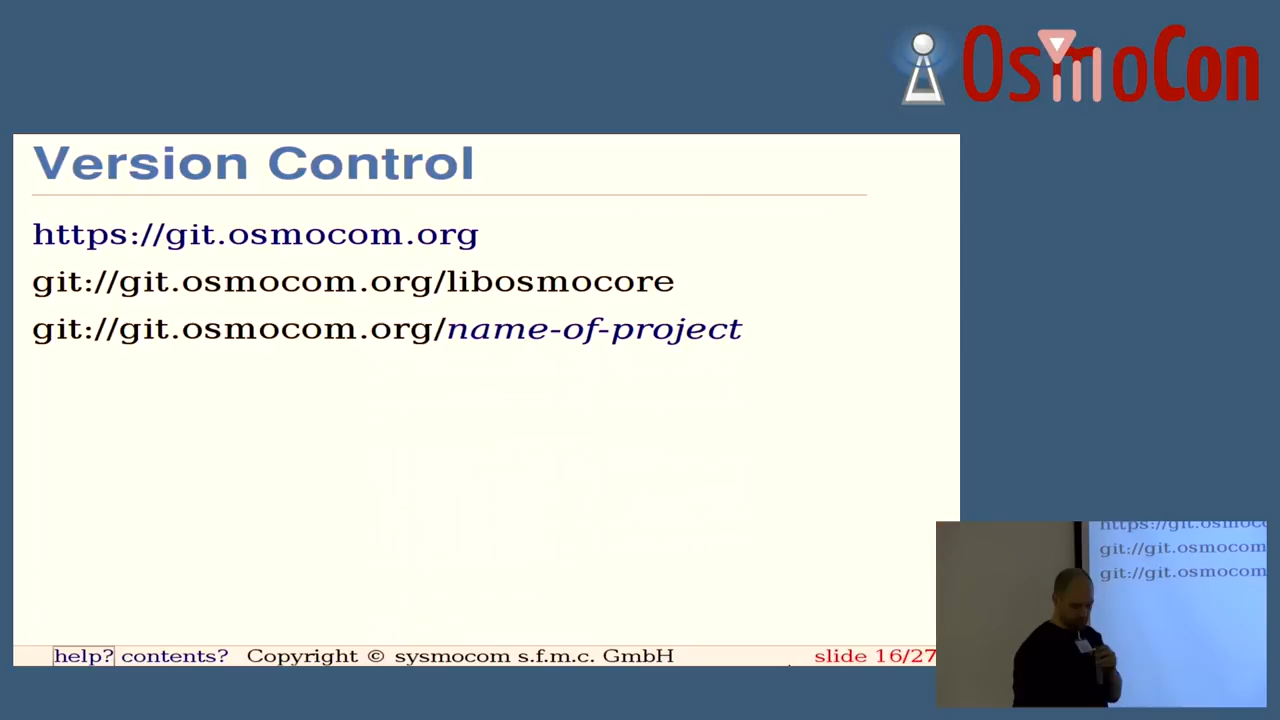 OsmoCon
Version Control
https://git.osmocom.org
git://git.osmocom.org/libosmocore
git://git.osmocom.org/name-of-project
help? contents? Copyright © sysmocom s.f.m.c. GmbH
slide 16/27
https://git.osmoc
git://git.osmocom
git://git.osmocom